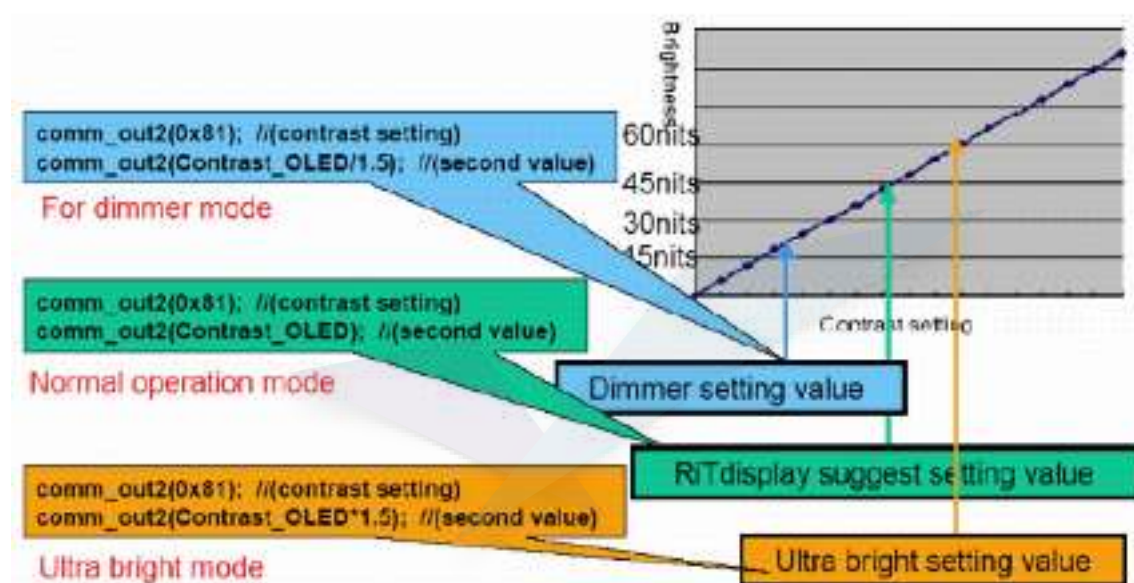 Brightness
comm_out2(0x81); //(contrast setting)
comm_out2(Contrast_OLED/1.5); //(second value)
For dimmer mode
60nits
45nits
30nits
15nits
Contrast setting
comm_out2(0x81); //(contrast setting)
comm_out2(Contrast_OLED); //(second value)
Normal operation mode
Dimmer setting value
RiTdisplay suggest setting value
comm_out2(0x81); //(contrast setting)
comm_out2(Contrast_OLED*1.5); //(second value)
Ultra bright mode
Ultra bright setting value